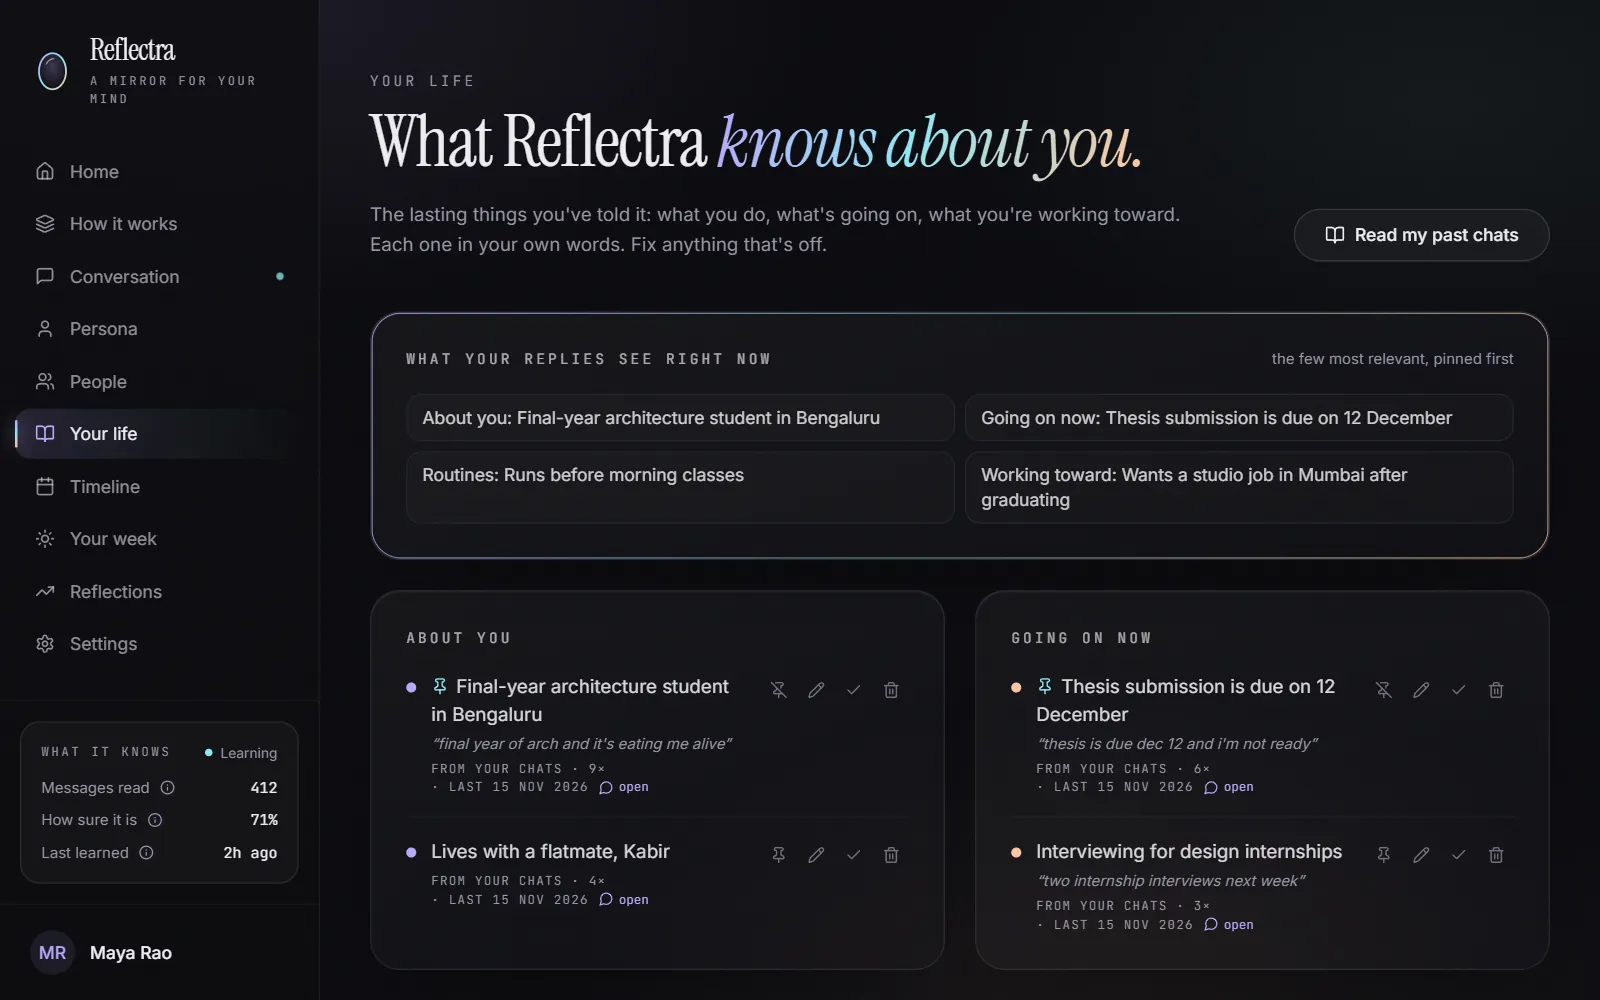 Reflectra
A MIRROR FOR YOUR
MIND
Home
How it works
Conversation
Persona
People
Your life
Timeline
Your week
Reflections
Settings
WHAT IT KNOWS
Learning
Messages read
412
How sure it is
71%
Last learned
2h ago
MR
Maya Rao
YOUR LIFE
What Reflectra knows about you.
The lasting things you've told it: what you do, what's going on, what you're working toward.
Each one in your own words. Fix anything that's off.
Read my past chats
WHAT YOUR REPLIES SEE RIGHT NOW
the few most relevant, pinned first
About you: Final-year architecture student in Bengaluru
Going on now: Thesis submission is due on 12 December
Routines: Runs before morning classes
Working toward: Wants a studio job in Mumbai after
graduating
ABOUT YOU
Final-year architecture student
in Bengaluru
“final year of arch and it's eating me alive”
FROM YOUR CHATS · 9×
· LAST 15 NOV 2026 open
Lives with a flatmate, Kabir
FROM YOUR CHATS · 4×
· LAST 15 NOV 2026 open
GOING ON NOW
Thesis submission is due on 12
December
“thesis is due dec 12 and i'm not ready”
FROM YOUR CHATS · 6×
· LAST 15 NOV 2026 open
Interviewing for design internships
“two internship interviews next week”
FROM YOUR CHATS · 3×
· LAST 15 NOV 2026 open